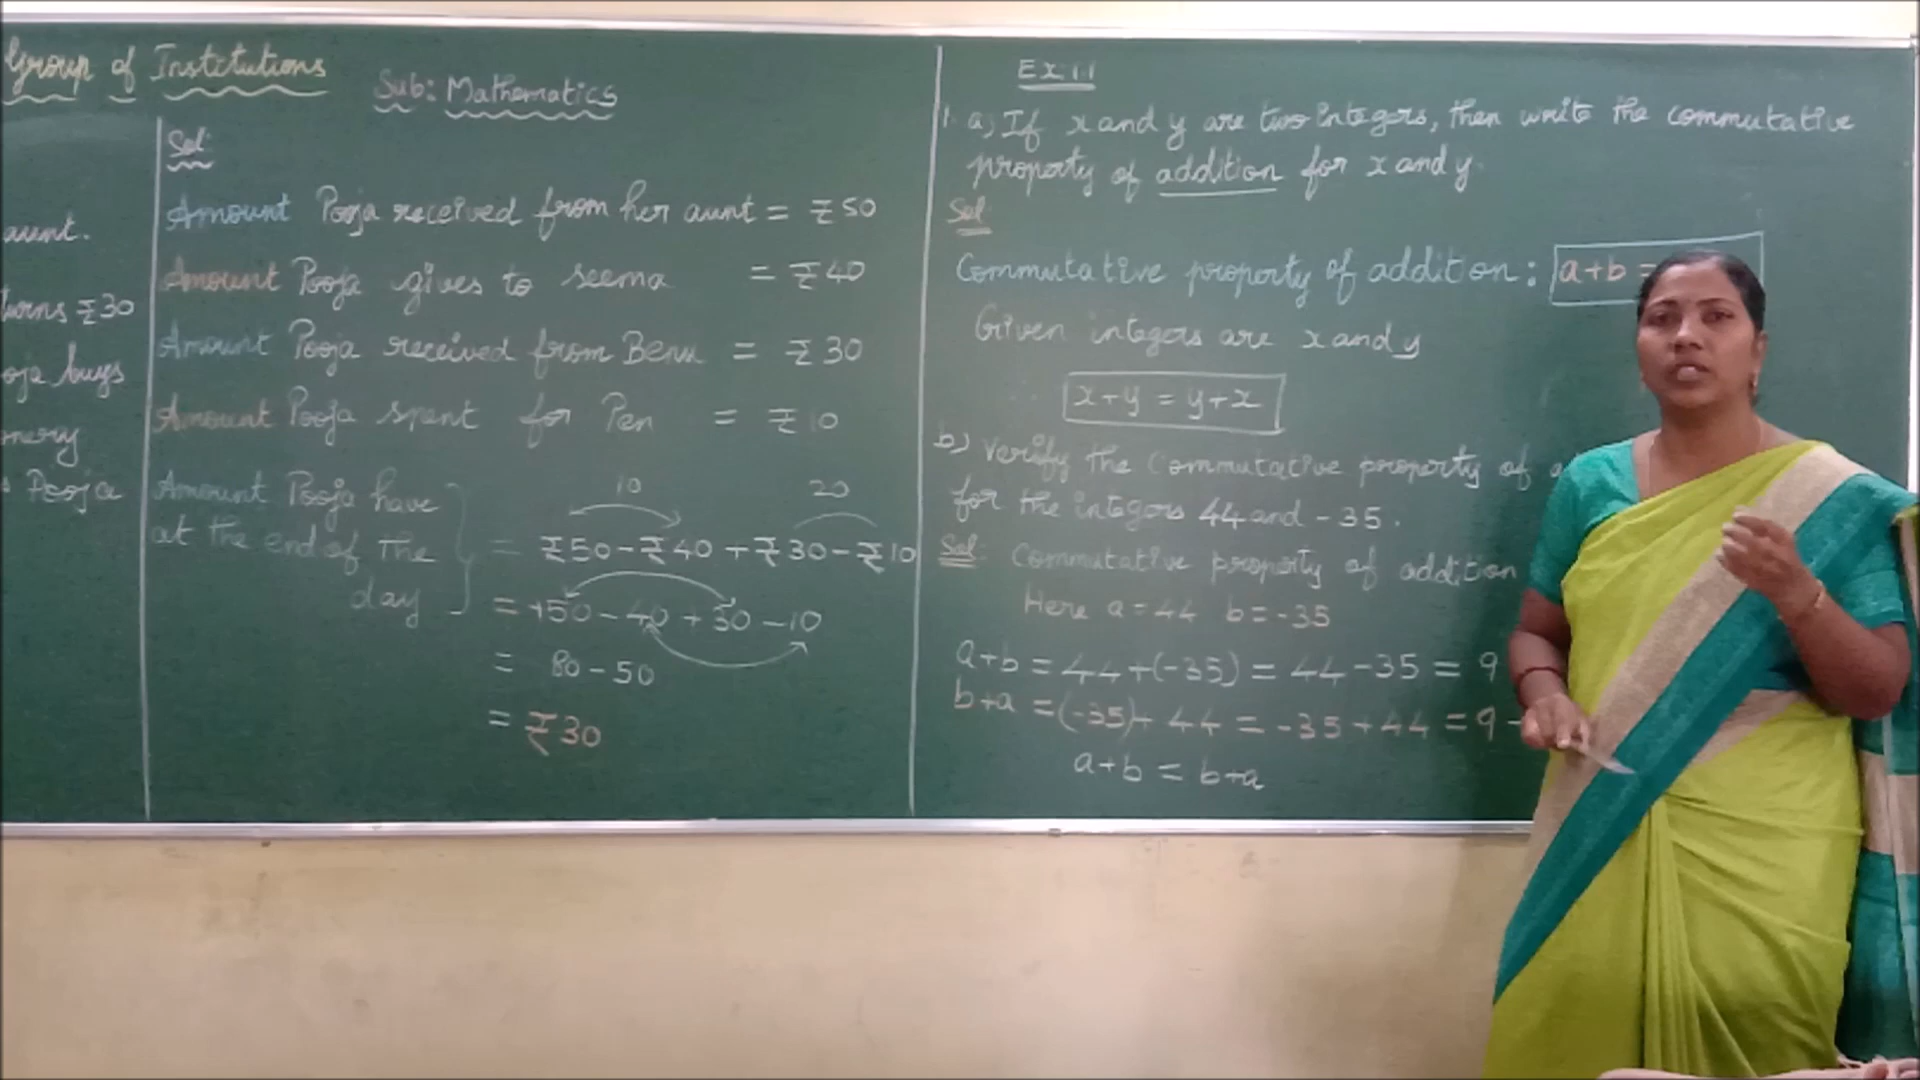 Group of Institutions
Sub: Mathematics
aunt.
turns ₹30
oja buys
onery
s Pooja
Sol:
Amount Pooja received from her aunt = ₹50
Amount Pooja gives to seema = ₹40
Amount Pooja received from Benu = ₹30
Amount Pooja spent for Pen = ₹10
10 20
Amount Pooja have
at the end of the = ₹50-₹40+₹30-₹10
day = +50-40+30-10
= 80-50
= ₹30
Ex 1.1
1. a) If x and y are two integers, then write the commutative
property of addition for x and y.
Sol
Commutative property of addition: a+b =
Given integers are x and y
x+y = y+x
b) Verify the commutative property of a
for the integers 44 and -35.
Sol: Commutative property of addition
Here a=44 b=-35
a+b = 44+(-35) = 44-35 = 9
b+a = (-35)+44 = -35+44 = 9 -
a+b = b+a